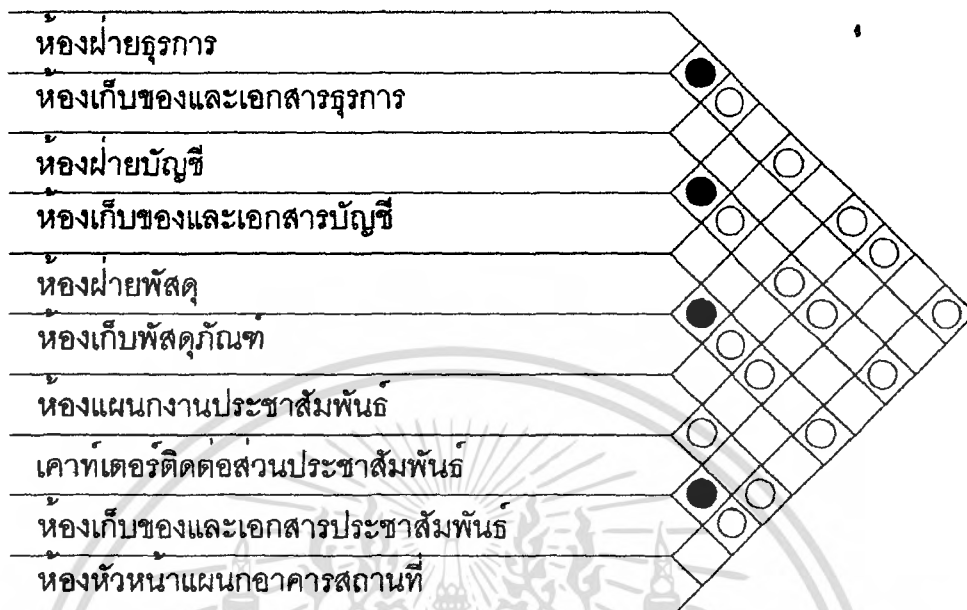 ห้องฝ่ายธุรการ
ห้องเก็บของและเอกสารธุรการ
ห้องฝ่ายบัญชี
ห้องเก็บของและเอกสารบัญชี
ห้องฝ่ายพัสดุ
ห้องเก็บพัสดุภัณฑ์
ห้องแผนกงานประชาสัมพันธ์
เคาท์เตอร์ติดต่อส่วนประชาสัมพันธ์
ห้องเก็บของและเอกสารประชาสัมพันธ์
ห้องหัวหน้าแผนกอาคารสถานที่